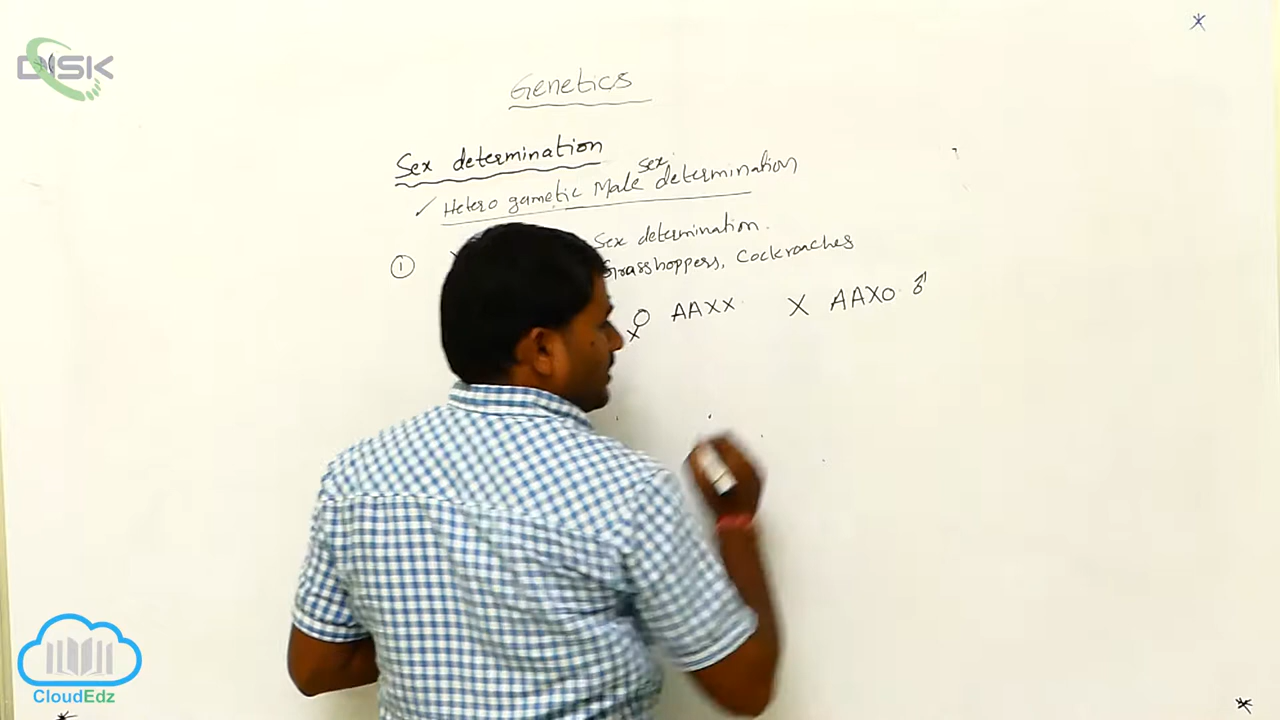 DISK
Genetics
Sex determination
✓ Hetero gametic Male Sex determination
① Sex determination.
Grasshoppers, Cockroaches
♀ AAXX X AAXO ♂
CloudEdz